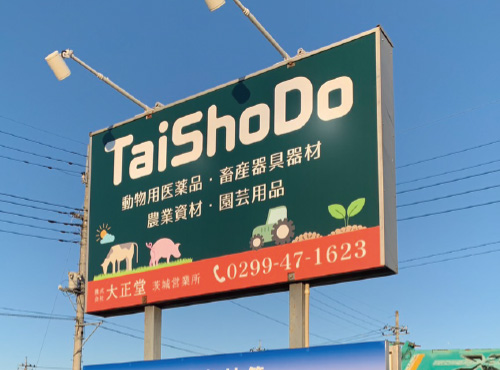 TaiShoDo
動物用医薬品・畜産器具器材
農業資材・園芸用品
株式会社 大正堂 茨城営業所 0299-47-1623